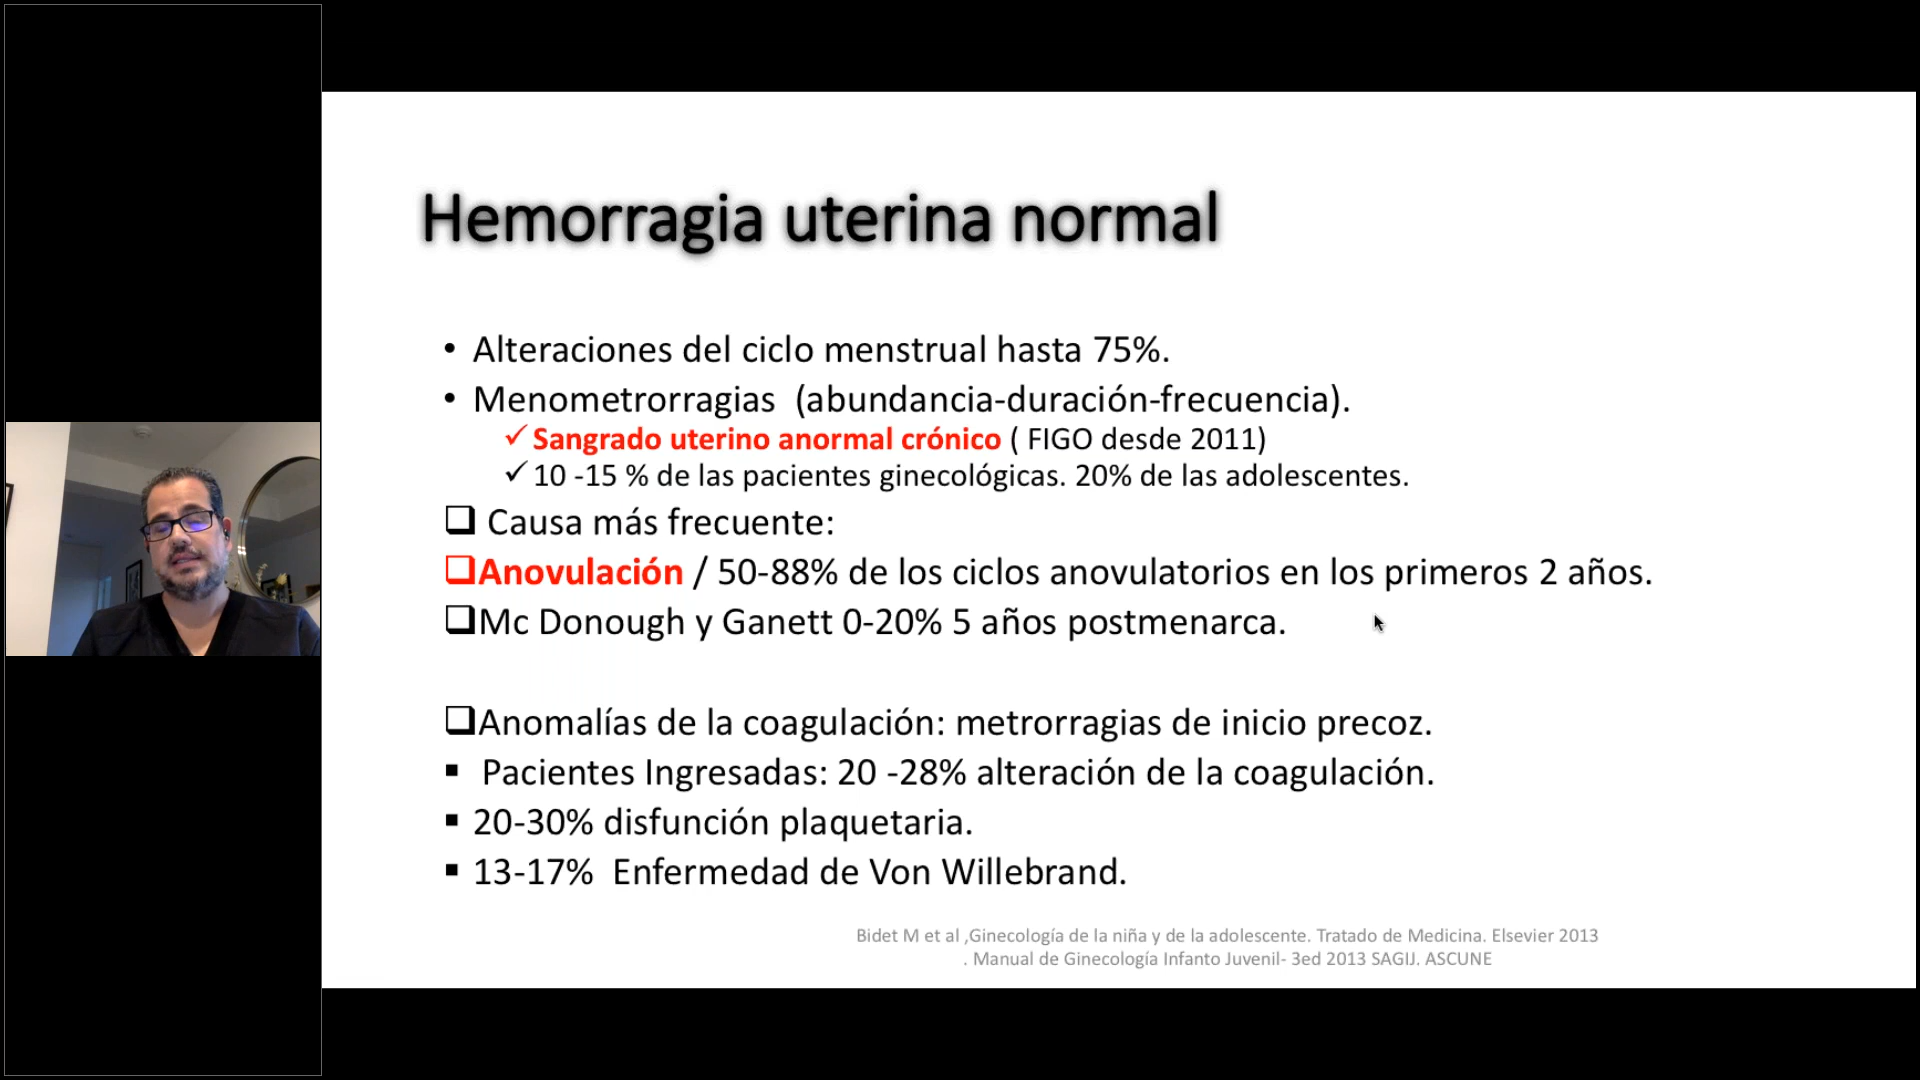 Hemorragia uterina normal
• Alteraciones del ciclo menstrual hasta 75%.
• Menometrorragias (abundancia-duración-frecuencia).
✓ Sangrado uterino anormal crónico ( FIGO desde 2011)
✓ 10 -15 % de las pacientes ginecológicas. 20% de las adolescentes.
❑ Causa más frecuente:
❑Anovulación / 50-88% de los ciclos anovulatorios en los primeros 2 años.
❑Mc Donough y Ganett 0-20% 5 años postmenarca.
❑Anomalías de la coagulación: metrorragias de inicio precoz.
▪ Pacientes Ingresadas: 20 -28% alteración de la coagulación.
▪ 20-30% disfunción plaquetaria.
▪ 13-17% Enfermedad de Von Willebrand.
Bidet M et al ,Ginecología de la niña y de la adolescente. Tratado de Medicina. Elsevier 2013
. Manual de Ginecología Infanto Juvenil- 3ed 2013 SAGIJ. ASCUNE